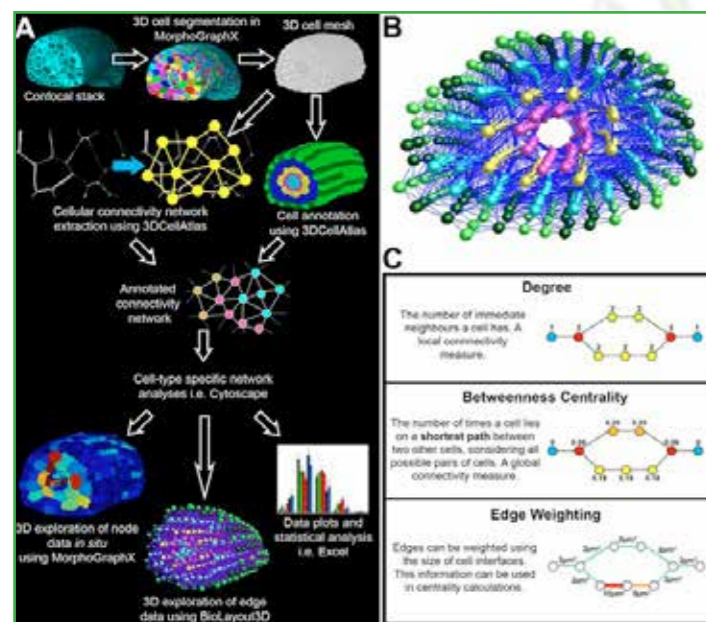 A
3D cell segmentation in
MorphoGraphX
3D cell mesh
Confocal stack
Cellular connectivity network
extraction using 3DCellAtlas
Cell annotation
using 3DCellAtlas
Annotated
connectivity
network
Cell-type specific network
analyses i.e. Cytoscape
3D exploration of node
data in situ
using MorphoGraphX
3D exploration of edge
data using BioLayout3D
Data plots and
statistical analysis
i.e. Excel
B
C
Degree
The number of immediate
neighbours a cell has. A
local connectivity
measure.
Betweenness Centrality
The number of times a cell lies
on a shortest path between
two other cells, considering all
possible pairs of cells. A global
connectivity measure.
Edge Weighting
Edges can be weighted using
the size of cell interfaces.
This information can be used
in centrality calculations.